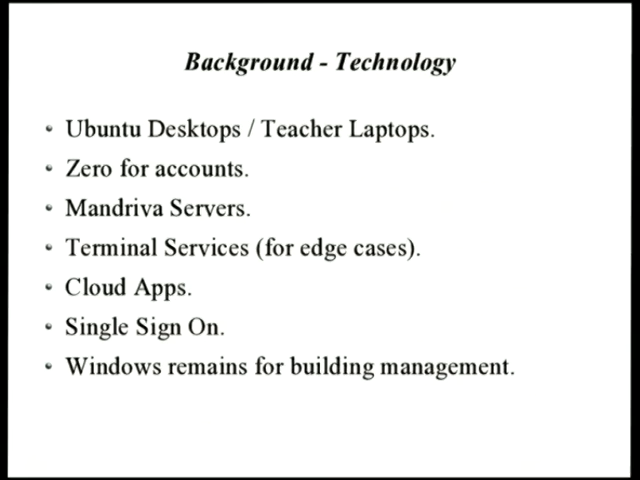 Background - Technology
Ubuntu Desktops / Teacher Laptops.
Zero for accounts.
Mandriva Servers.
Terminal Services (for edge cases).
Cloud Apps.
Single Sign On.
Windows remains for building management.